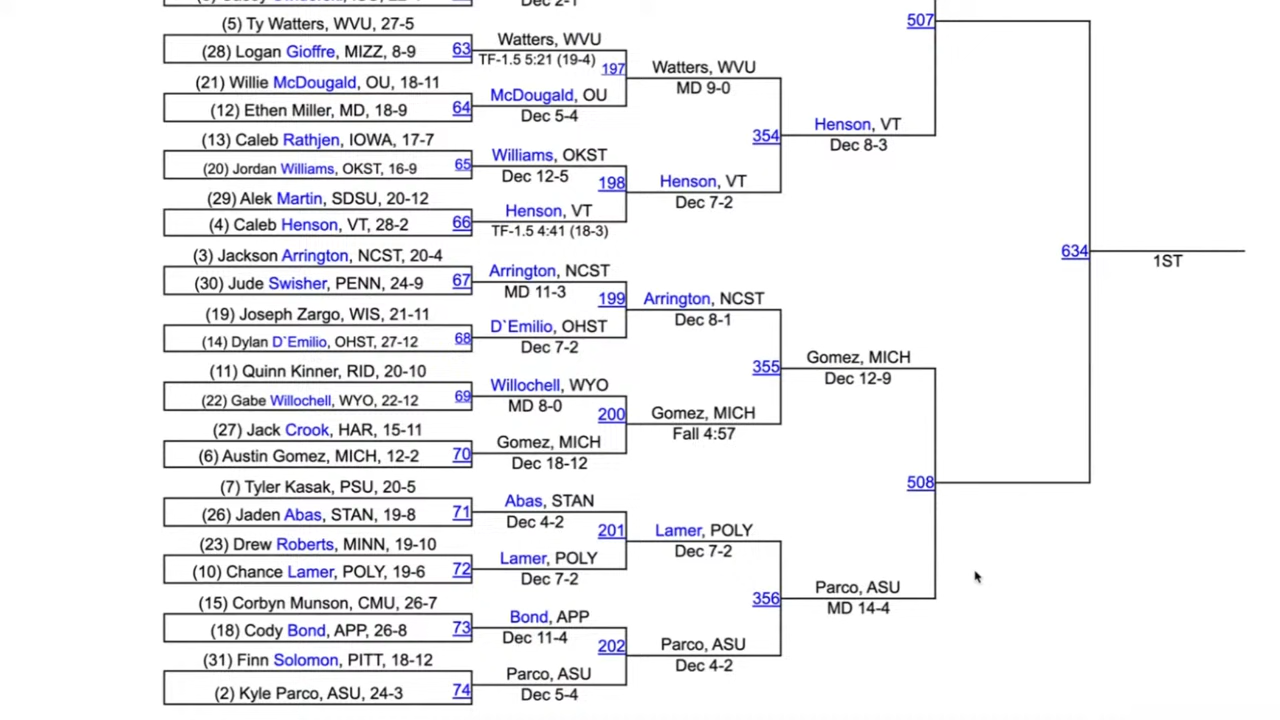 Dec 2-1
507
(5) Ty Watters, WVU, 27-5
(28) Logan Gioffre, MIZZ, 8-9
63
Watters, WVU
TF-1.5 5:21 (19-4)
197
(21) Willie McDougald, OU, 18-11
(12) Ethen Miller, MD, 18-9
64
McDougald, OU
Dec 5-4
Watters, WVU
MD 9-0
354
Henson, VT
Dec 8-3
(13) Caleb Rathjen, IOWA, 17-7
(20) Jordan Williams, OKST, 16-9
65
Williams, OKST
Dec 12-5
198
Henson, VT
Dec 7-2
(29) Alek Martin, SDSU, 20-12
(4) Caleb Henson, VT, 28-2
66
Henson, VT
TF-1.5 4:41 (18-3)
634
1ST
(3) Jackson Arrington, NCST, 20-4
(30) Jude Swisher, PENN, 24-9
67
Arrington, NCST
MD 11-3
199
Arrington, NCST
Dec 8-1
(19) Joseph Zargo, WIS, 21-11
(14) Dylan D`Emilio, OHST, 27-12
68
D`Emilio, OHST
Dec 7-2
355
Gomez, MICH
Dec 12-9
(11) Quinn Kinner, RID, 20-10
(22) Gabe Willochell, WYO, 22-12
69
Willochell, WYO
MD 8-0
200
Gomez, MICH
Fall 4:57
(27) Jack Crook, HAR, 15-11
(6) Austin Gomez, MICH, 12-2
70
Gomez, MICH
Dec 18-12
508
(7) Tyler Kasak, PSU, 20-5
(26) Jaden Abas, STAN, 19-8
71
Abas, STAN
Dec 4-2
201
Lamer, POLY
Dec 7-2
(23) Drew Roberts, MINN, 19-10
(10) Chance Lamer, POLY, 19-6
72
Lamer, POLY
Dec 7-2
356
Parco, ASU
MD 14-4
(15) Corbyn Munson, CMU, 26-7
(18) Cody Bond, APP, 26-8
73
Bond, APP
Dec 11-4
202
Parco, ASU
Dec 4-2
(31) Finn Solomon, PITT, 18-12
(2) Kyle Parco, ASU, 24-3
74
Parco, ASU
Dec 5-4